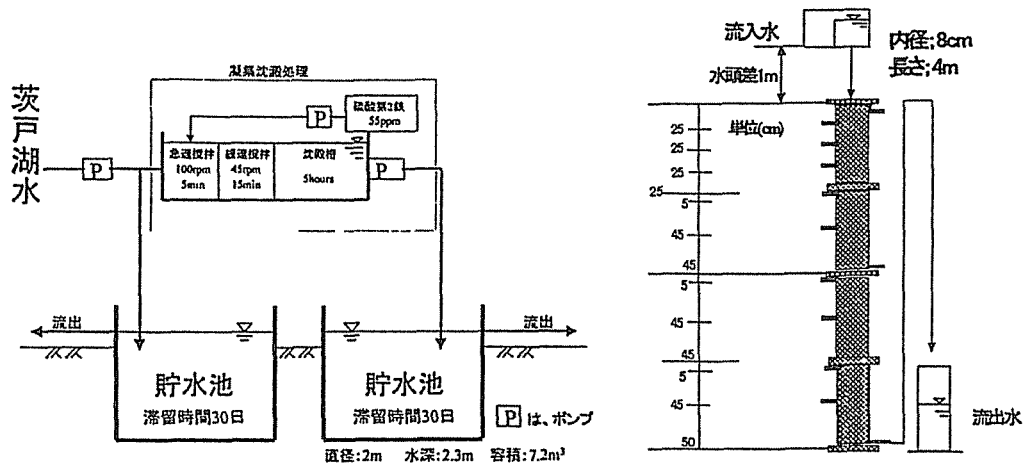 凝集沈澱処理
硫酸第2鉄
55ppm
P
茨戸湖水
P
急速撹拌
100rpm
5min
緩速撹拌
45rpm
15min
沈澱槽
5hours
P
流出
流出
貯水池
滞留時間30日
貯水池
滞留時間30日
Pは、ポンプ
直径:2m 水深:2.3m 容積:7.2m³
流入水
水頭差1m
内径;8cm
長さ;4m
単位(cm)
25
25
25
25
5
45
45
5
45
45
5
45
50
流出水